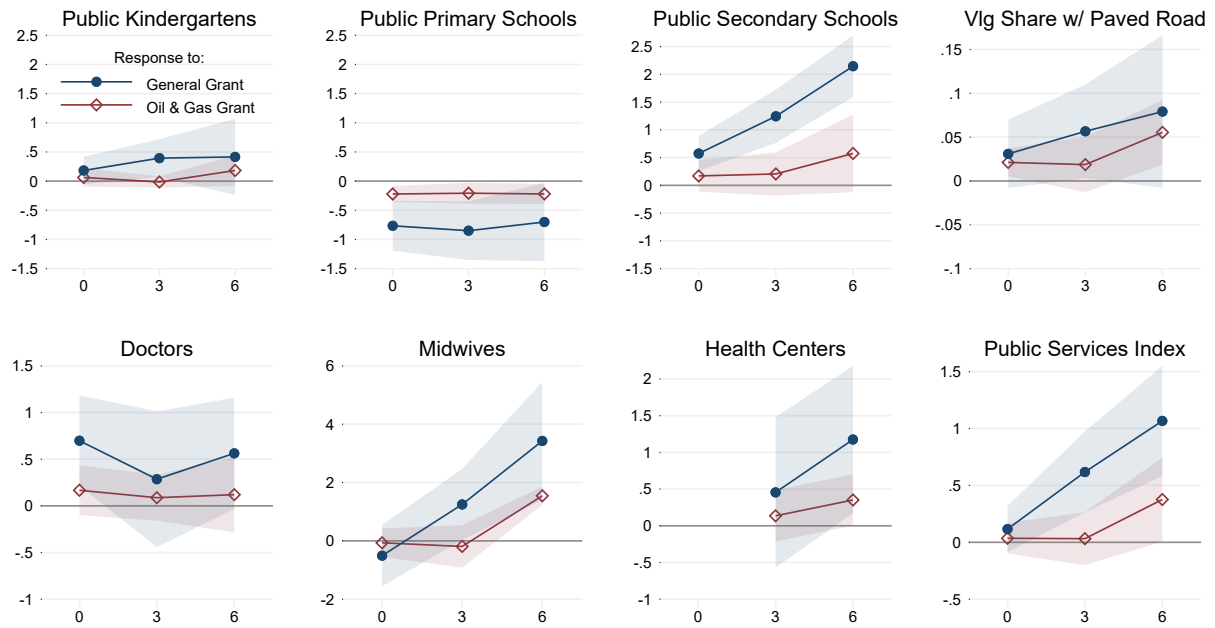 Public Kindergartens
2.5
2
1.5
1
.5
0
-.5
-1
-1.5
0 3 6
Response to:
General Grant
Oil & Gas Grant
Public Primary Schools
2.5
2
1.5
1
.5
0
-.5
-1
-1.5
0 3 6
Public Secondary Schools
2.5
2
1.5
1
.5
0
-.5
-1
-1.5
0 3 6
Vlg Share w/ Paved Road
.15
.1
.05
0
-.05
-.1
0 3 6
Doctors
1.5
1
.5
0
-.5
-1
0 3 6
Midwives
6
4
2
0
-2
0 3 6
Health Centers
2
1.5
1
.5
0
-.5
-1
0 3 6
Public Services Index
1.5
1
.5
0
-.5
0 3 6